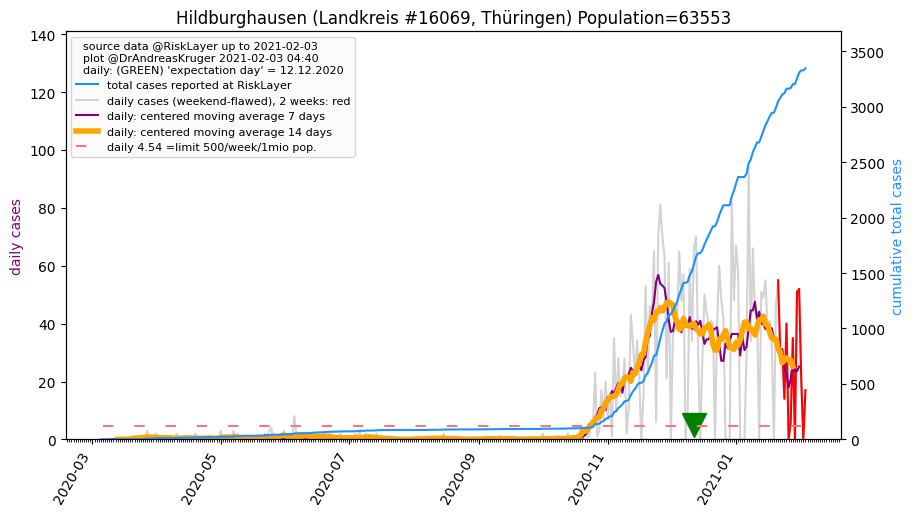 Hildburghausen (Landkreis #16069, Thüringen) Population=63553
source data @RiskLayer up to 2021-02-03
plot @DrAndreasKruger 2021-02-03 04:40
daily: (GREEN) 'expectation day' = 12.12.2020
total cases reported at RiskLayer
daily cases (weekend-flawed), 2 weeks: red
daily: centered moving average 7 days
daily: centered moving average 14 days
daily 4.54 =limit 500/week/1mio pop.
daily cases
140
120
100
80
60
40
20
0
cumulative total cases
3500
3000
2500
2000
1500
1000
500
0
2020-03
2020-05
2020-07
2020-09
2020-11
2021-01